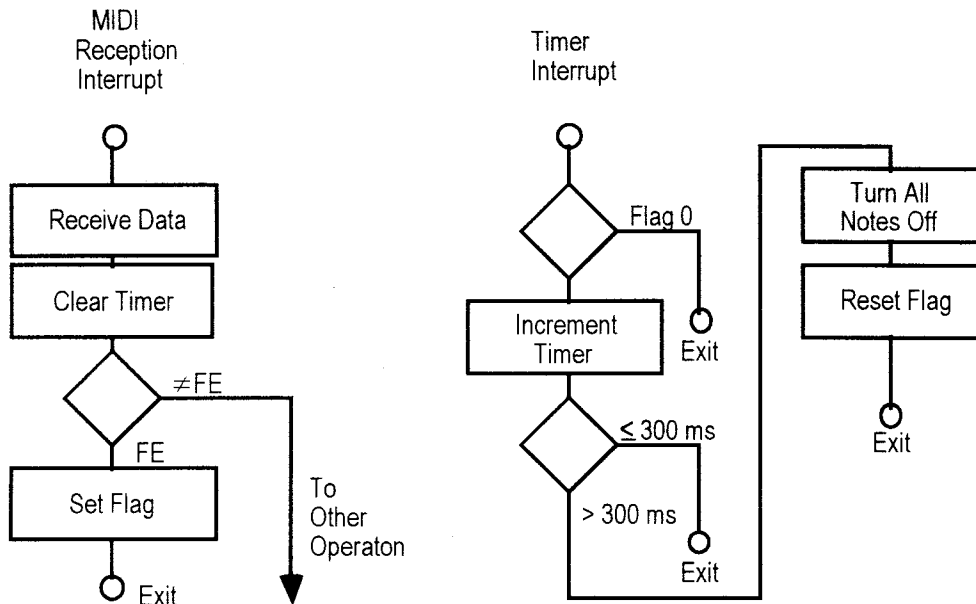 MIDI
Reception
Interrupt
Receive Data
Clear Timer
≠FE
FE
Set Flag
Exit
To
Other
Operaton
Timer
Interrupt
Flag 0
Exit
Increment
Timer
≤ 300 ms
> 300 ms
Exit
Turn All
Notes Off
Reset Flag
Exit